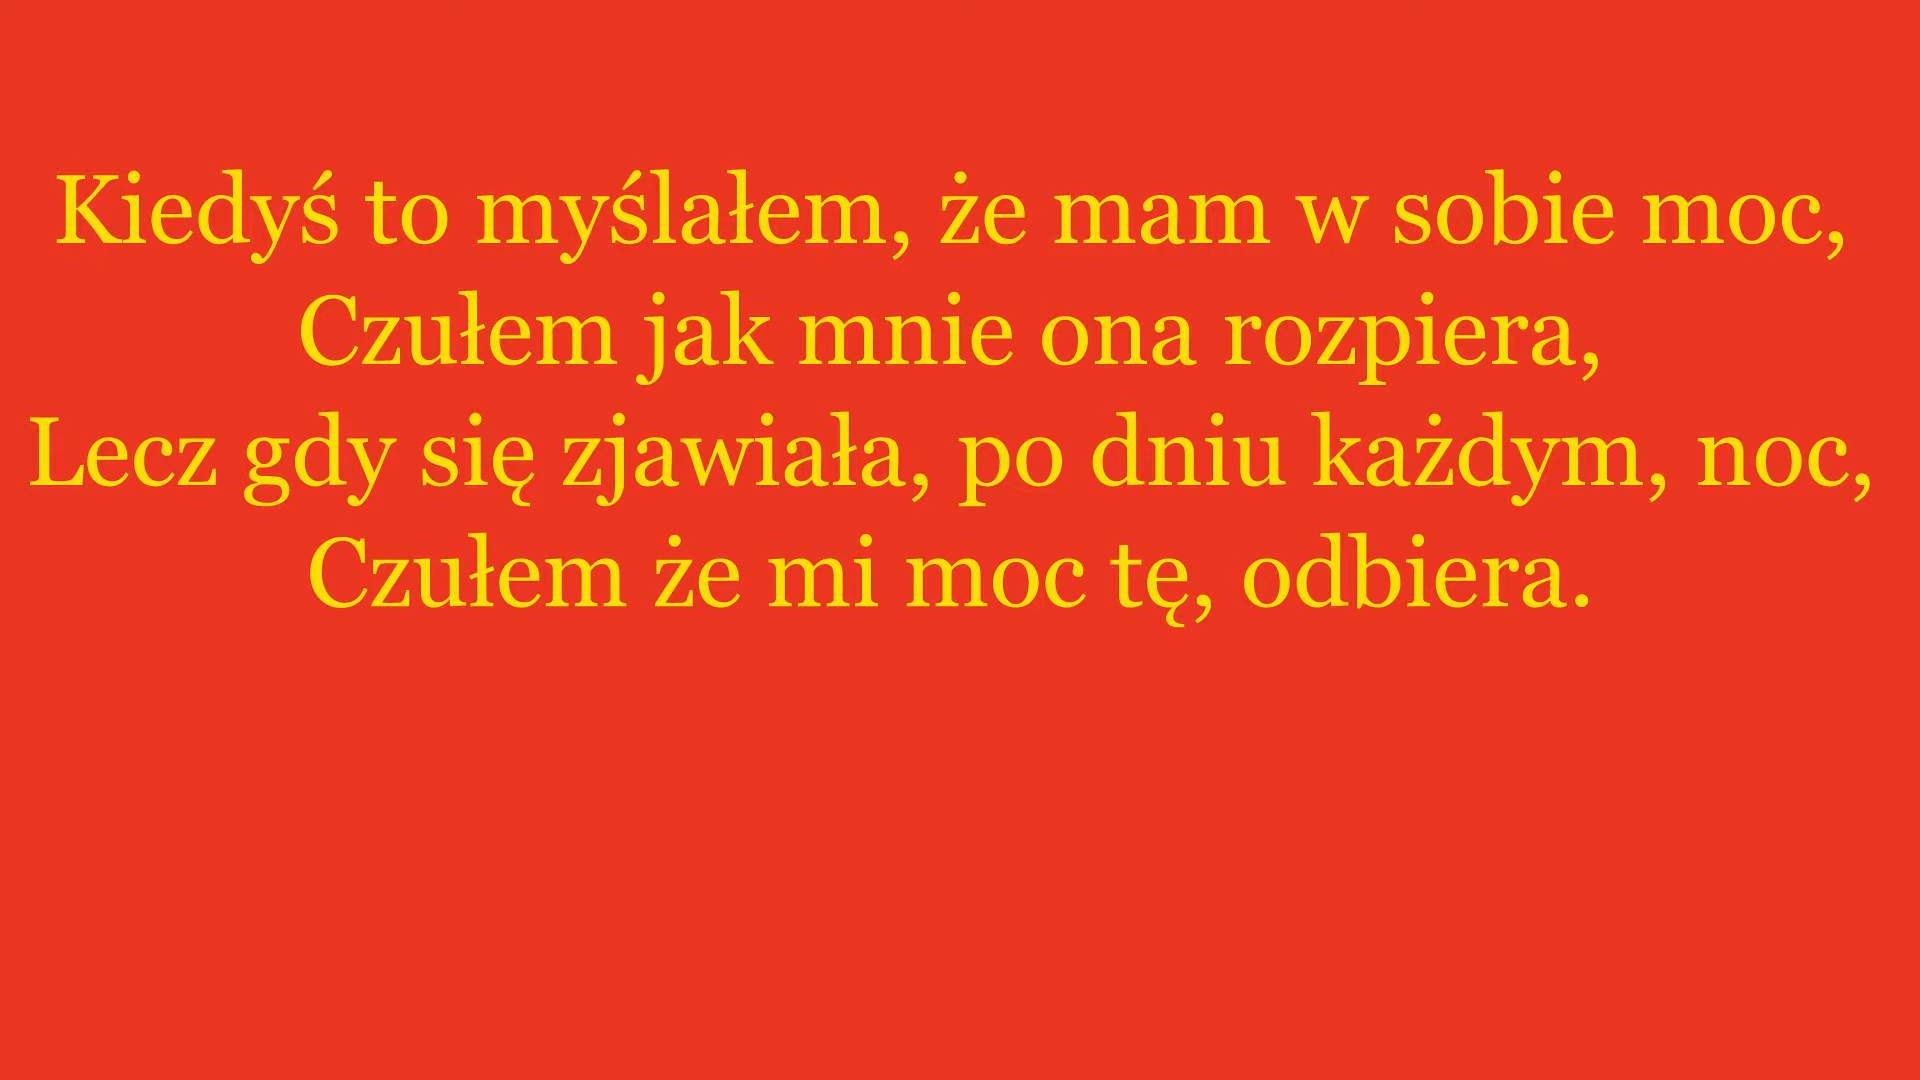 Kiedyś to myślałem, że mam w sobie moc,
Czułem jak mnie ona rozpiera,
Lecz gdy się zjawiała, po dniu każdym, noc,
Czułem że mi moc tę, odbiera.